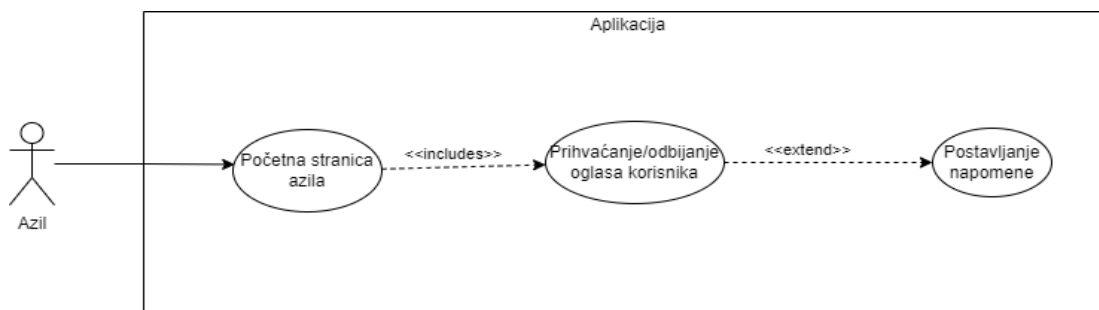 Aplikacija
Početna stranica
azila
<<includes>>
Prihvaćanje/odbijanje
oglasa korisnika
<<extend>>
Postavljanje
napomene
Azil